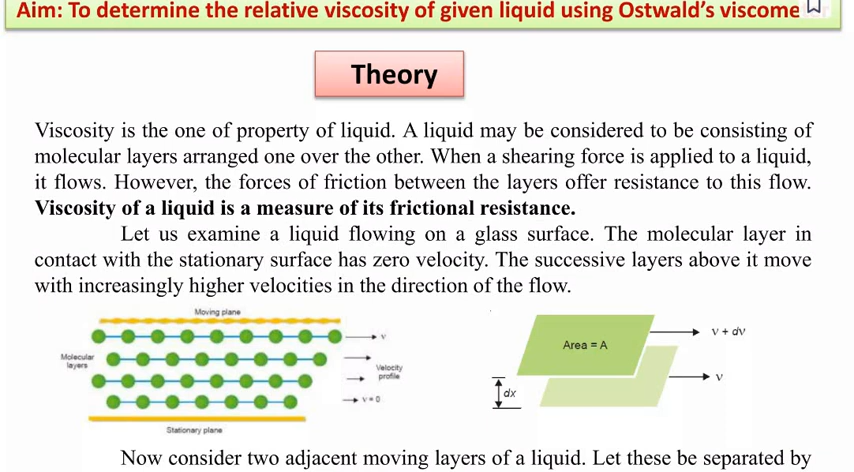 Aim: To determine the relative viscosity of given liquid using Ostwald's viscome
Theory
Viscosity is the one of property of liquid. A liquid may be considered to be consisting of
molecular layers arranged one over the other. When a shearing force is applied to a liquid,
it flows. However, the forces of friction between the layers offer resistance to this flow.
Viscosity of a liquid is a measure of its frictional resistance.
Let us examine a liquid flowing on a glass surface. The molecular layer in
contact with the stationary surface has zero velocity. The successive layers above it move
with increasingly higher velocities in the direction of the flow.
Moving plane
v
Molecular
layers
Velocity
profile
v = 0
Stationary plane
Area = A
v + dv
v
dx
Now consider two adjacent moving layers of a liquid. Let these be separated by